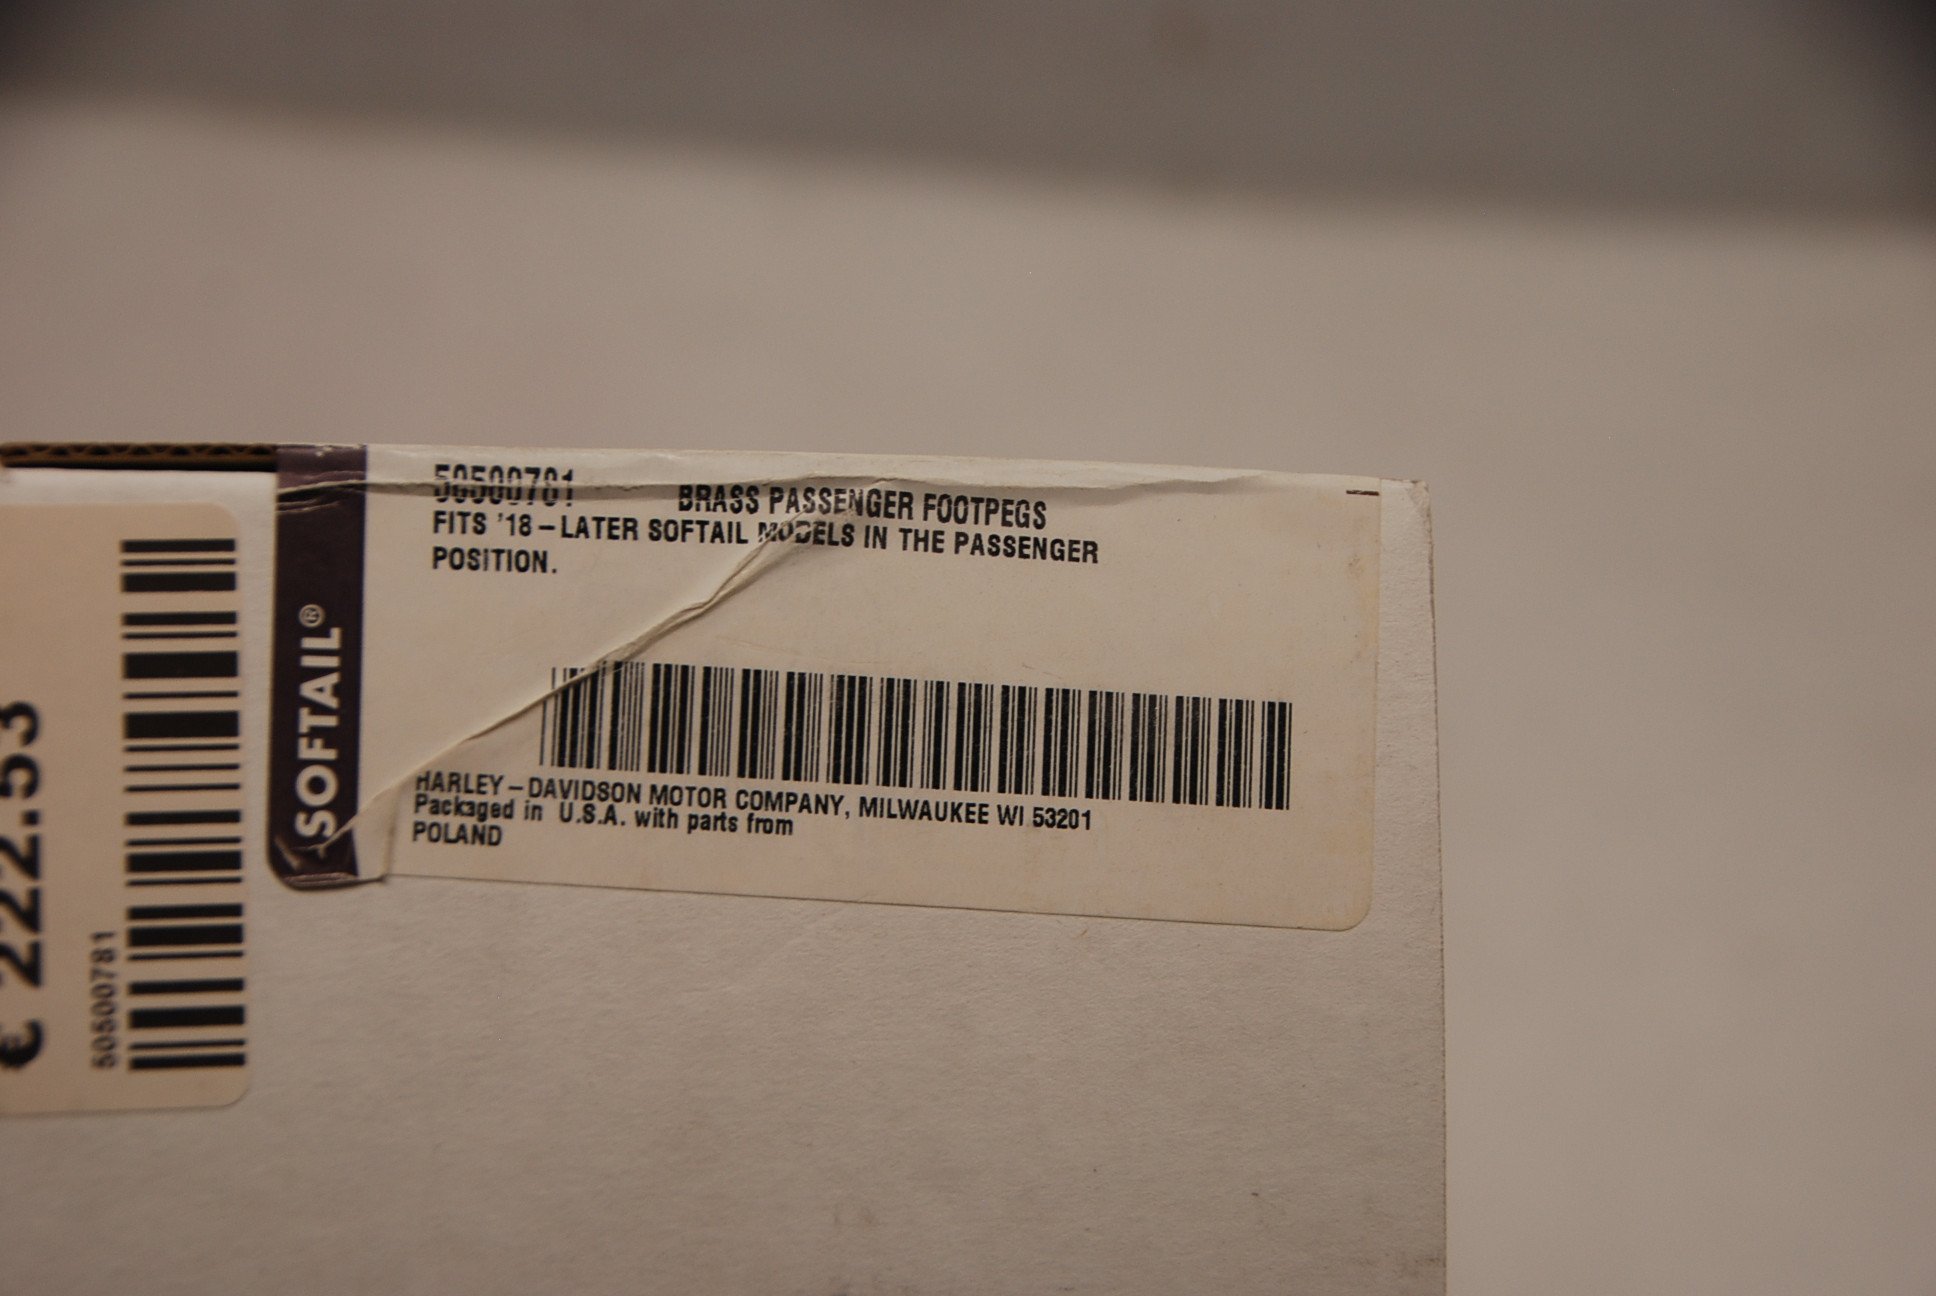 50500781 BRASS PASSENGER FOOTPEGS
FITS '18-LATER SOFTAIL MODELS IN THE PASSENGER
POSITION.
HARLEY-DAVIDSON MOTOR COMPANY, MILWAUKEE WI 53201
Packaged in U.S.A. with parts from
POLAND
SOFTAIL®
50500781
€ 222.53